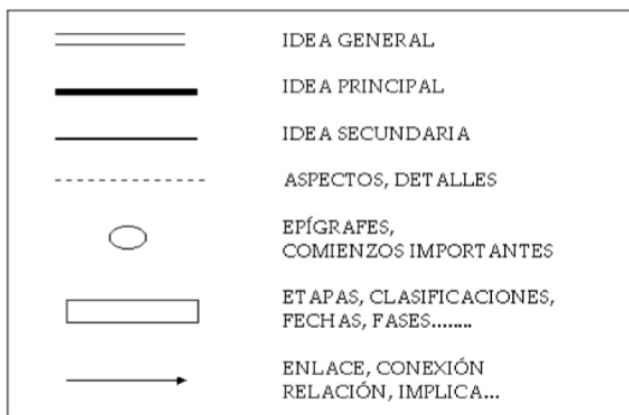 IDEA GENERAL
IDEA PRINCIPAL
IDEA SECUNDARIA
ASPECTOS, DETALLES
EPÍGRAFES,
COMIENZOS IMPORTANTES
ETAPAS, CLASIFICACIONES,
FECHAS, FASES........
ENLACE, CONEXIÓN
RELACIÓN, IMPLICA...